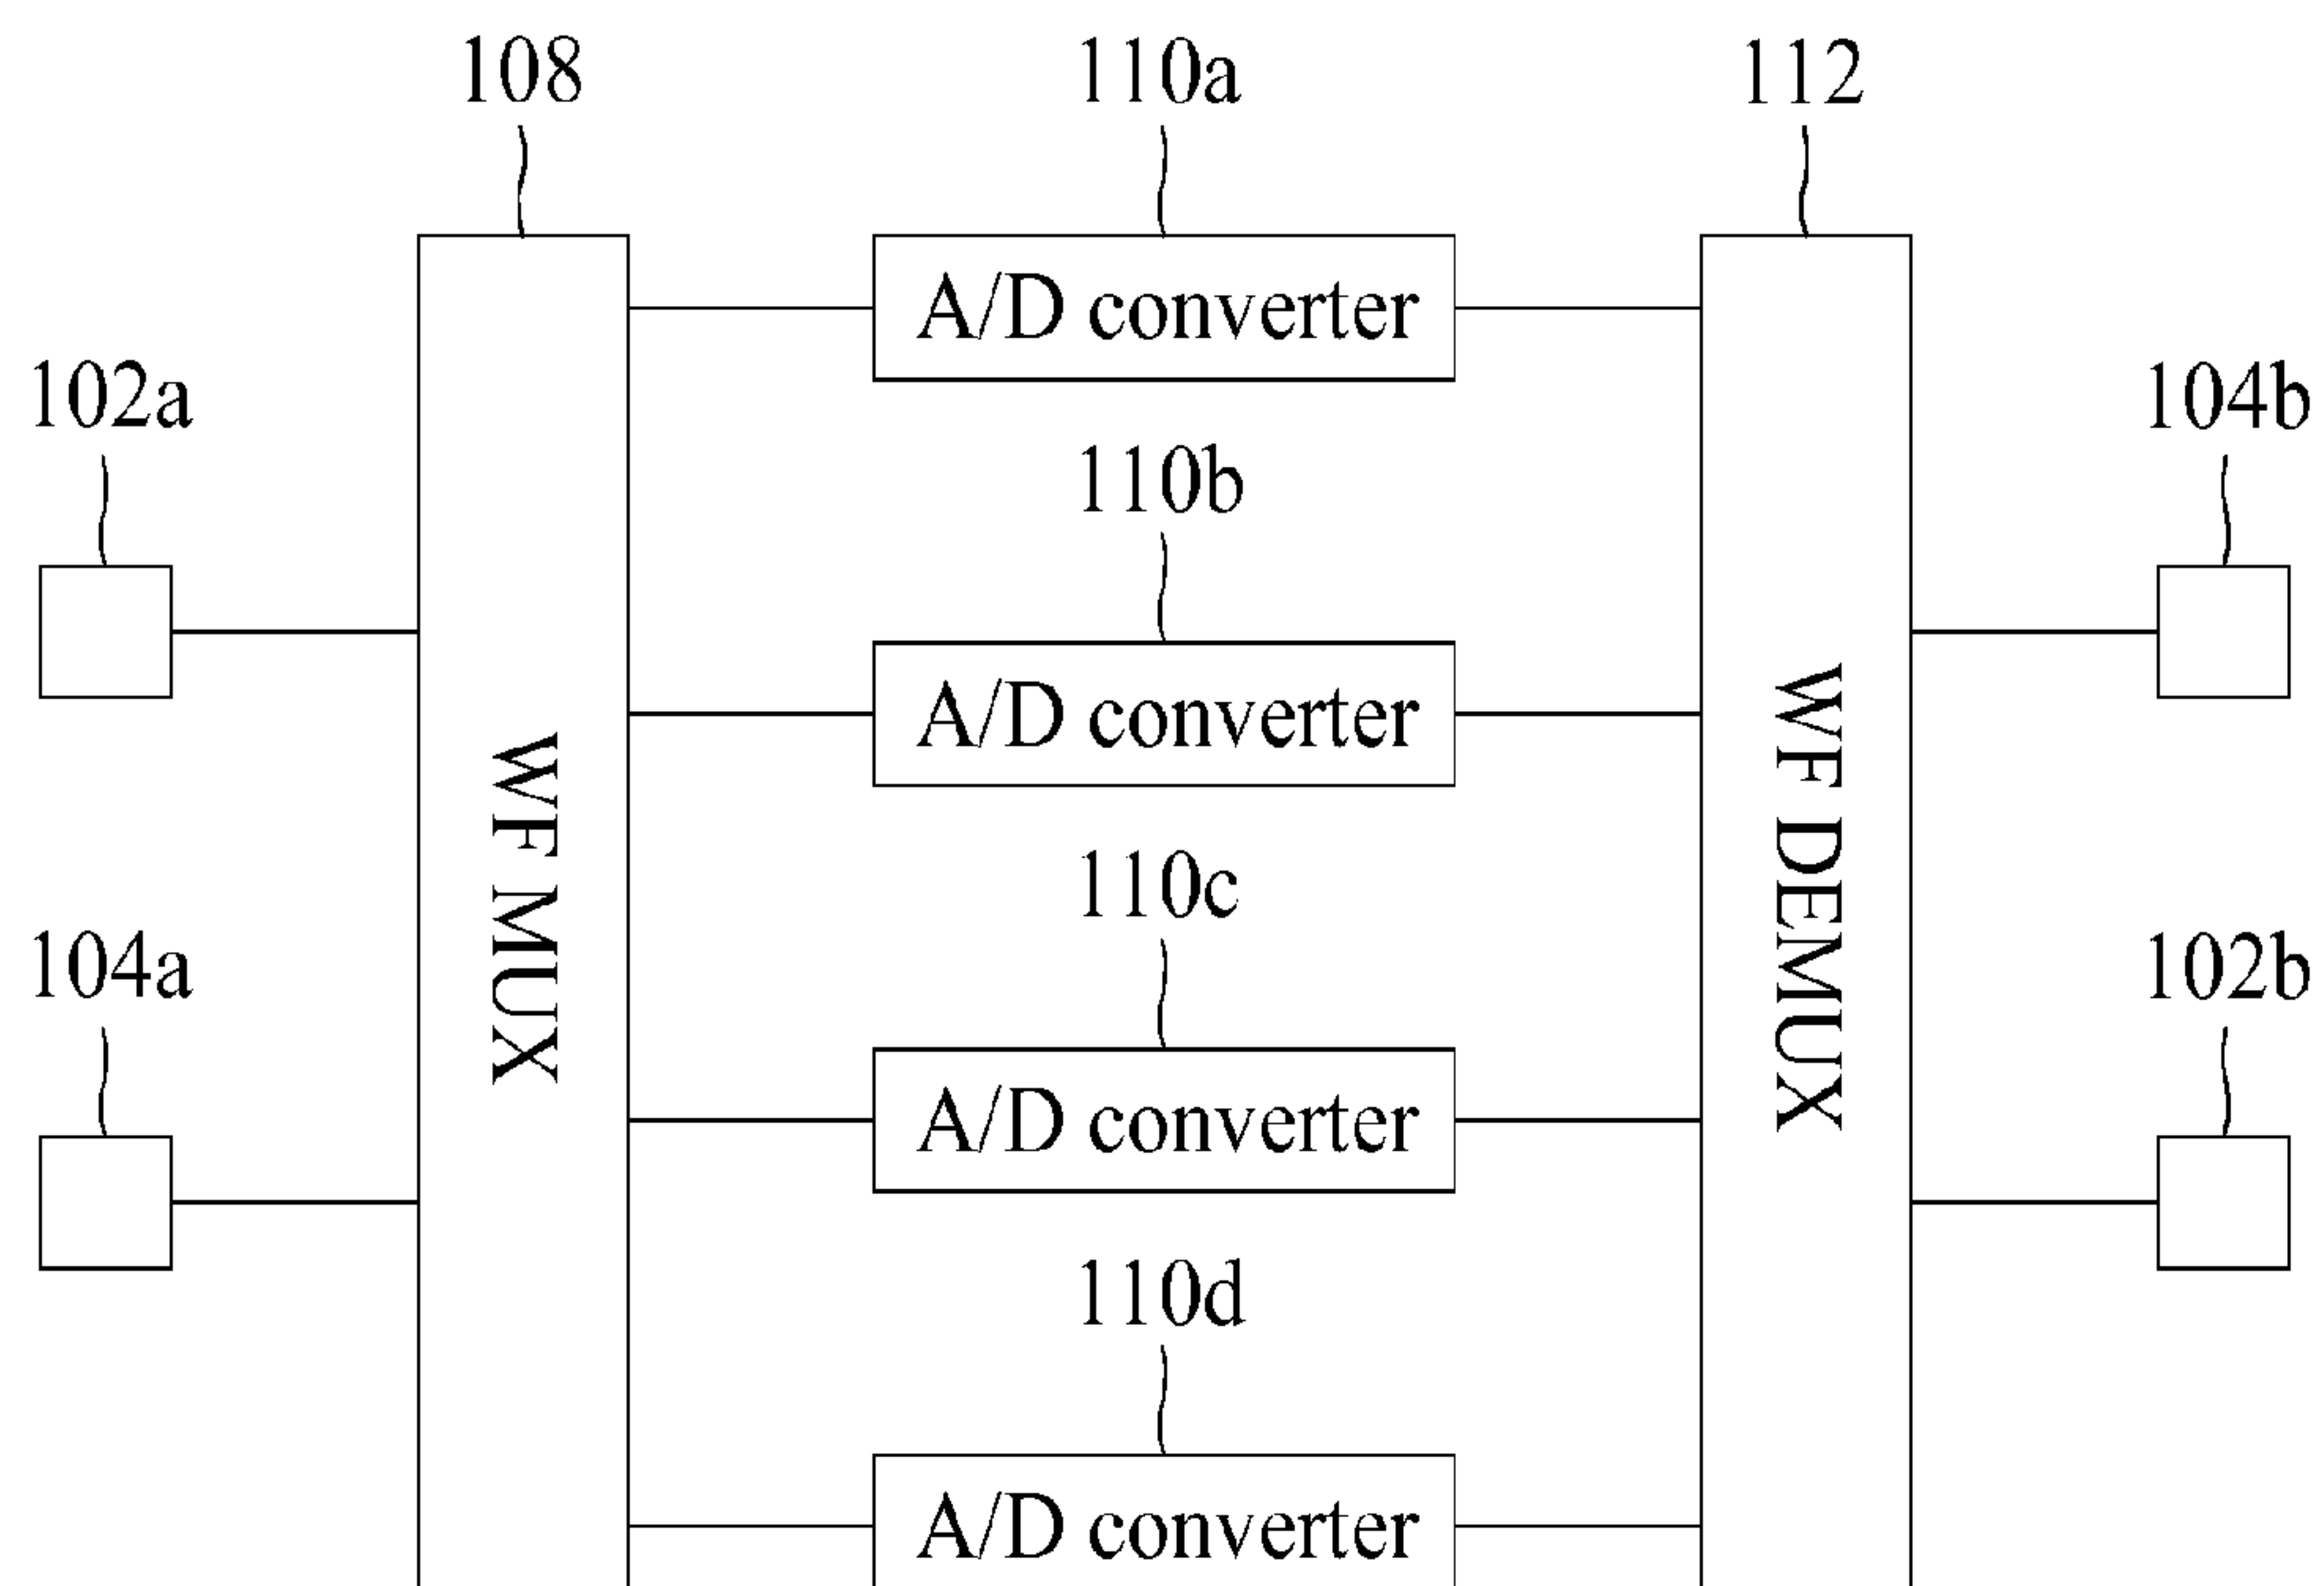 108
110a
112
A/D converter
102a
104b
110b
A/D converter
WF MUX
WF DEMUX
110c
104a
102b
A/D converter
110d
A/D converter